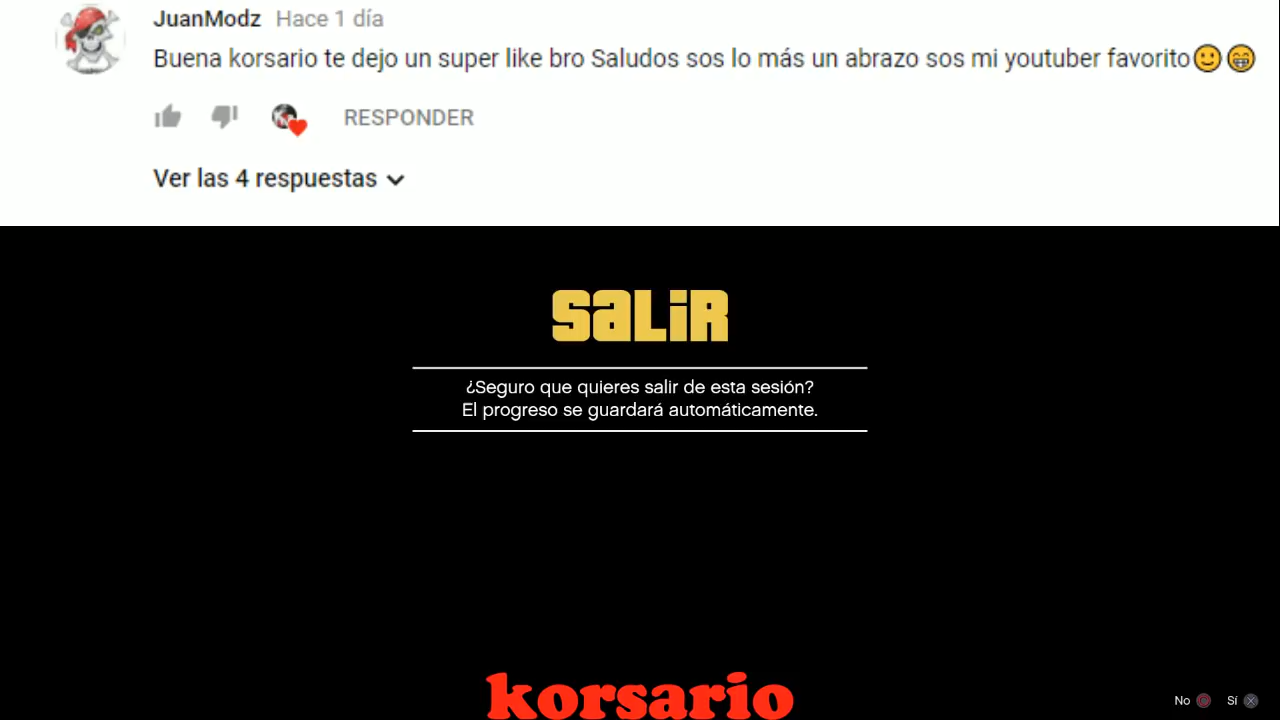 JuanModz Hace 1 día
Buena korsario te dejo un super like bro Saludos sos lo más un abrazo sos mi youtuber favorito🙂😁
RESPONDER
Ver las 4 respuestas
SALIR
¿Seguro que quieres salir de esta sesión?
El progreso se guardará automáticamente.
korsario
No Sí